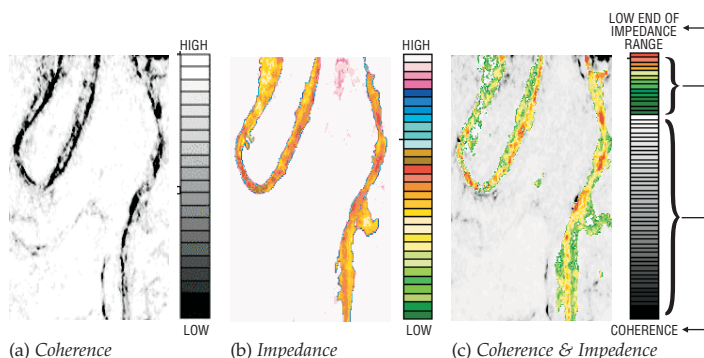 LOW END OF
IMPEDANCE
RANGE
HIGH
HIGH
LOW
LOW
COHERENCE
(a) Coherence
(b) Impedance
(c) Coherence & Impedence